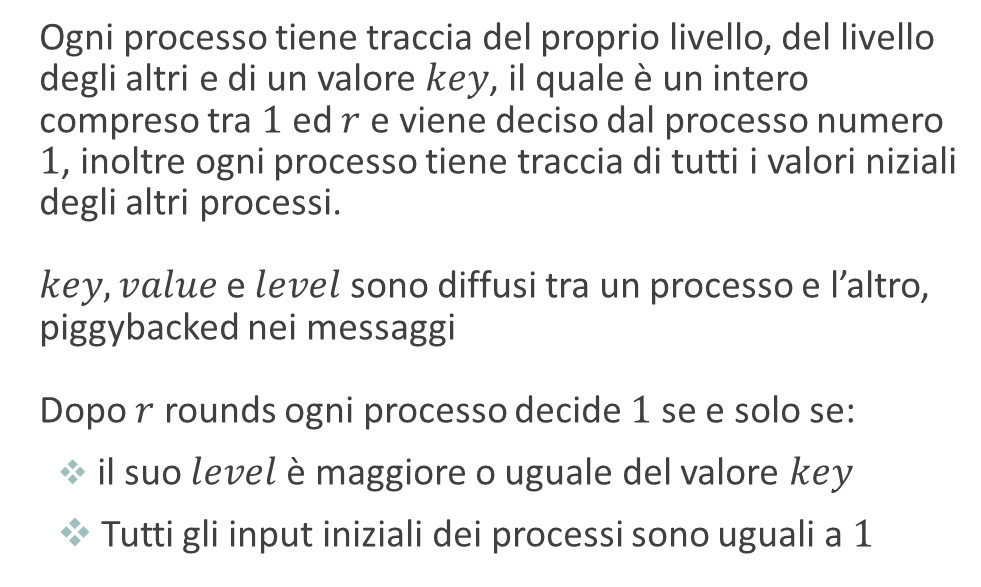 Ogni processo tiene traccia del proprio livello, del livello
degli altri e di un valore key, il quale è un intero
compreso tra 1 ed r e viene deciso dal processo numero
1, inoltre ogni processo tiene traccia di tutti i valori niziali
degli altri processi.
key, value e level sono diffusi tra un processo e l’altro,
piggybacked nei messaggi
Dopo r rounds ogni processo decide 1 se e solo se:
❖ il suo level è maggiore o uguale del valore key
❖ Tutti gli input iniziali dei processi sono uguali a 1